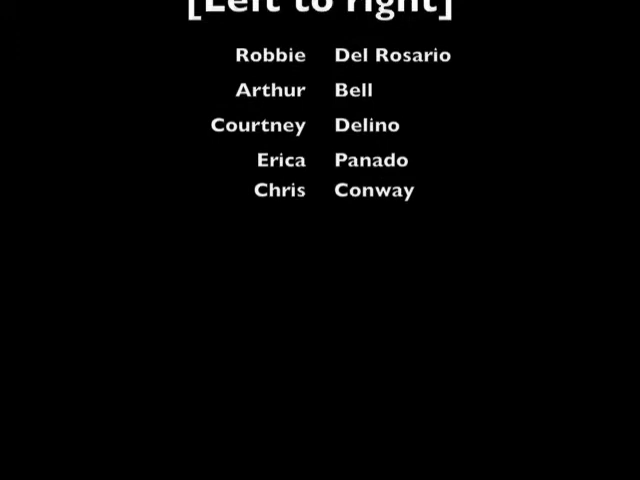 [Left to right]
Robbie Del Rosario
Arthur Bell
Courtney Delino
Erica Panado
Chris Conway